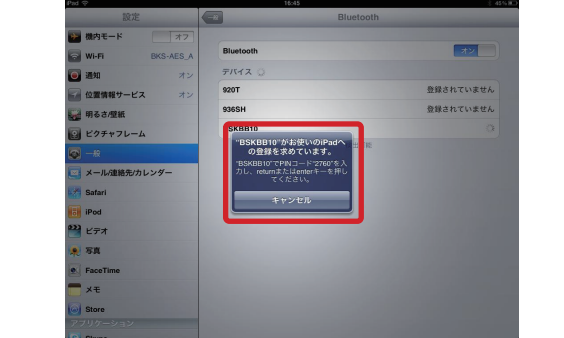 iPad
16:45
46%
設定
一般
Bluetooth
機内モード
オフ
Wi-Fi
BKS-AES_A
通知
オン
位置情報サービス
オン
明るさ/壁紙
ピクチャフレーム
一般
メール/連絡先/カレンダー
Safari
iPod
ビデオ
写真
FaceTime
メモ
Store
アプリケーション
Bluetooth
オン
デバイス
920T
登録されていません
936SH
登録されていません
BSKBB10
"BSKBB10"がお使いのiPadへ
の登録を求めています。
"BSKBB10"でPINコード"2760"を入
力し、returnまたはenterキーを押し
てください。
キャンセル